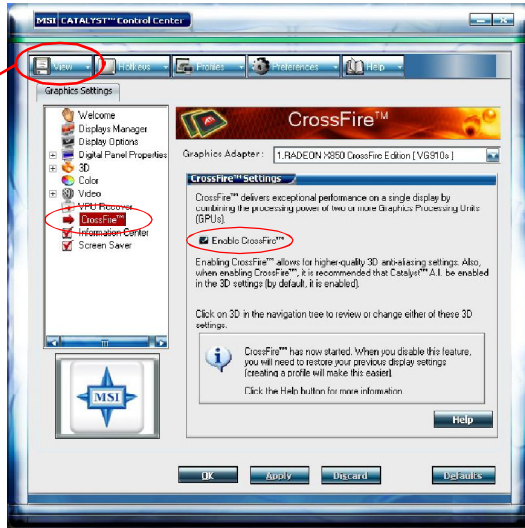 MSI CATALYST™ Control Center
View Hotkeys Profiles Preferences Help
Graphics Settings
Welcome
Displays Manager
Display Options
Digital Panel Properties
3D
Color
Video
VPU Recover
CrossFire™
Information Center
Screen Saver
MSI
CrossFire™
Graphics Adapter: 1.RADEON X850 CrossFire Edition [VG910s]
CrossFire™ Settings
CrossFire™ delivers exceptional performance on a single display by
combining the processing power of two or more Graphics Processing Units
(GPUs).
Enable CrossFire™
Enabling CrossFire™ allows for higher-quality 3D anti-aliasing settings. Also,
when enabling CrossFire™, it is recommended that Catalyst™ A.I. be enabled
in the 3D settings (by default, it is enabled).
Click on 3D in the navigation tree to review or change either of these 3D
settings.
CrossFire™ has now started. When you disable this feature,
you will need to restore your previous display settings
(creating a profile will make this easier).
Click the Help button for more information.
Help
OK Apply Discard Defaults